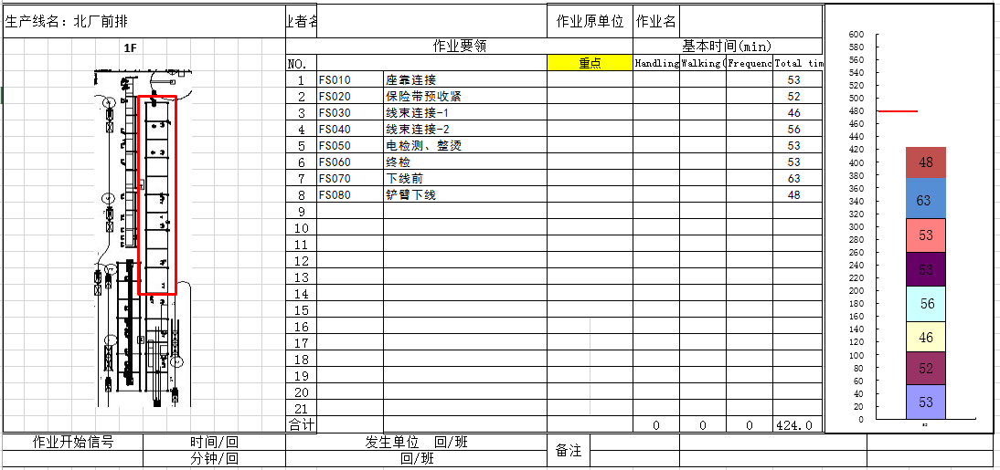 生产线名：北厂前排
业者名
作业原单位
作业名
1F
作业要领
基本时间(min)
NO.
重点
Handling
Walking(
Frequenc
Total tim
1 FS010 座靠连接 53
2 FS020 保险带预收紧 52
3 FS030 线束连接-1 46
4 FS040 线束连接-2 56
5 FS050 电检测、整烫 53
6 FS060 终检 53
7 FS070 下线前 63
8 FS080 铲臂下线 48
9
10
11
12
13
14
15
16
17
18
19
20
21
合计 0 0 0 424.0
作业开始信号 时间/回 发生单位 回/班 备注
分钟/回 回/班
600
580
560
540
520
500
480
460
440
420
400
380
360
340
320
300
280
260
240
220
200
180
160
140
120
100
80
60
40
20
0
48
63
53
53
56
46
52
53